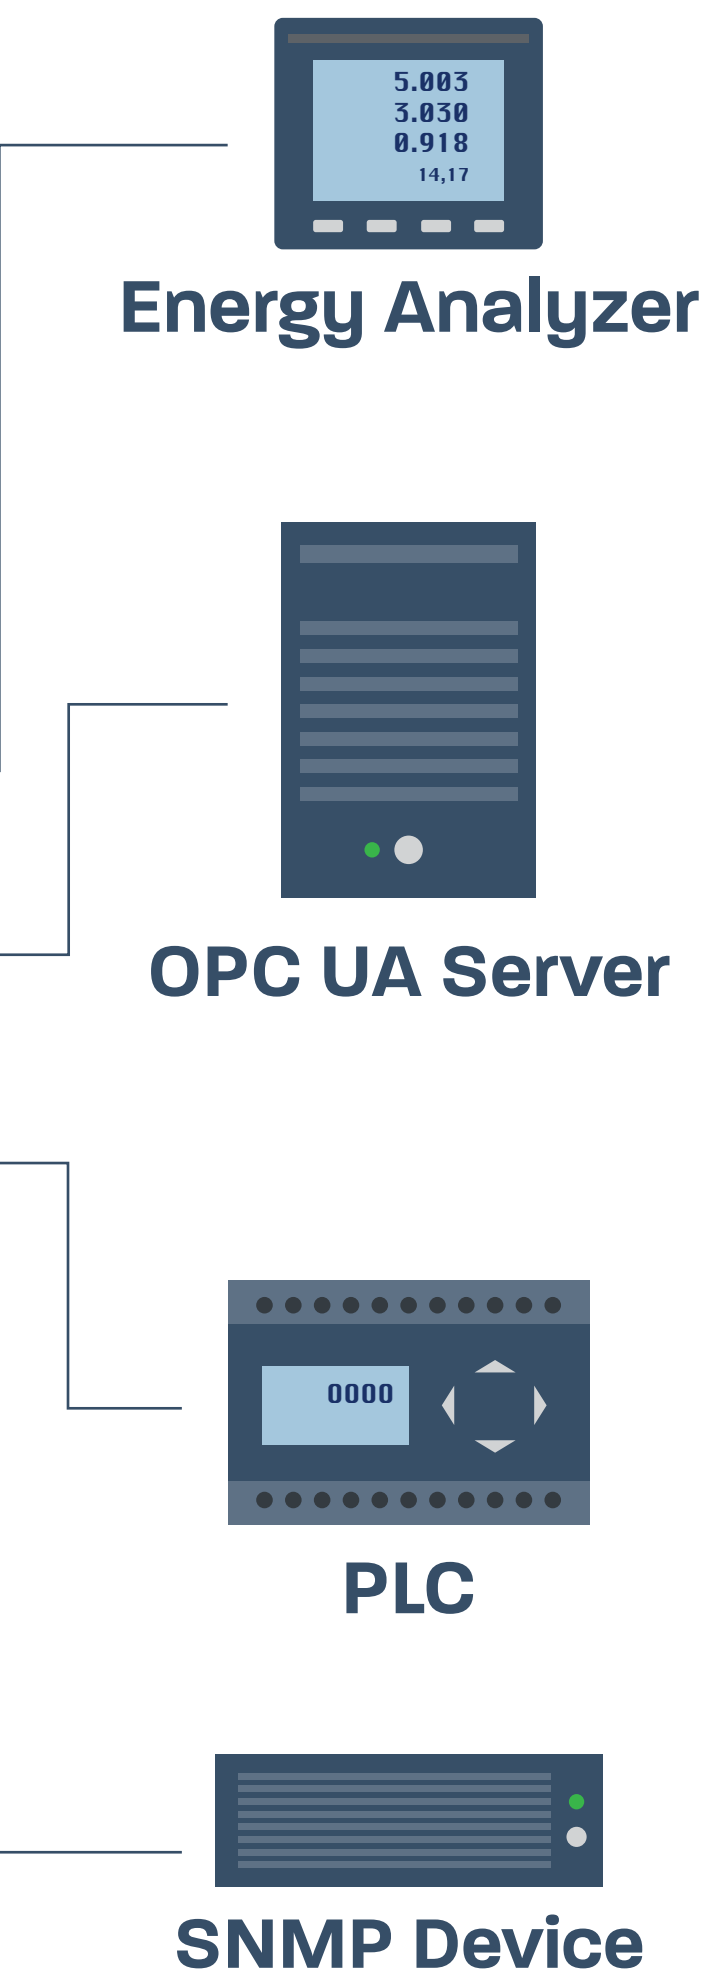 5.003
3.030
0.918
14,17
Energy Analyzer
OPC UA Server
0000
PLC
SNMP Device